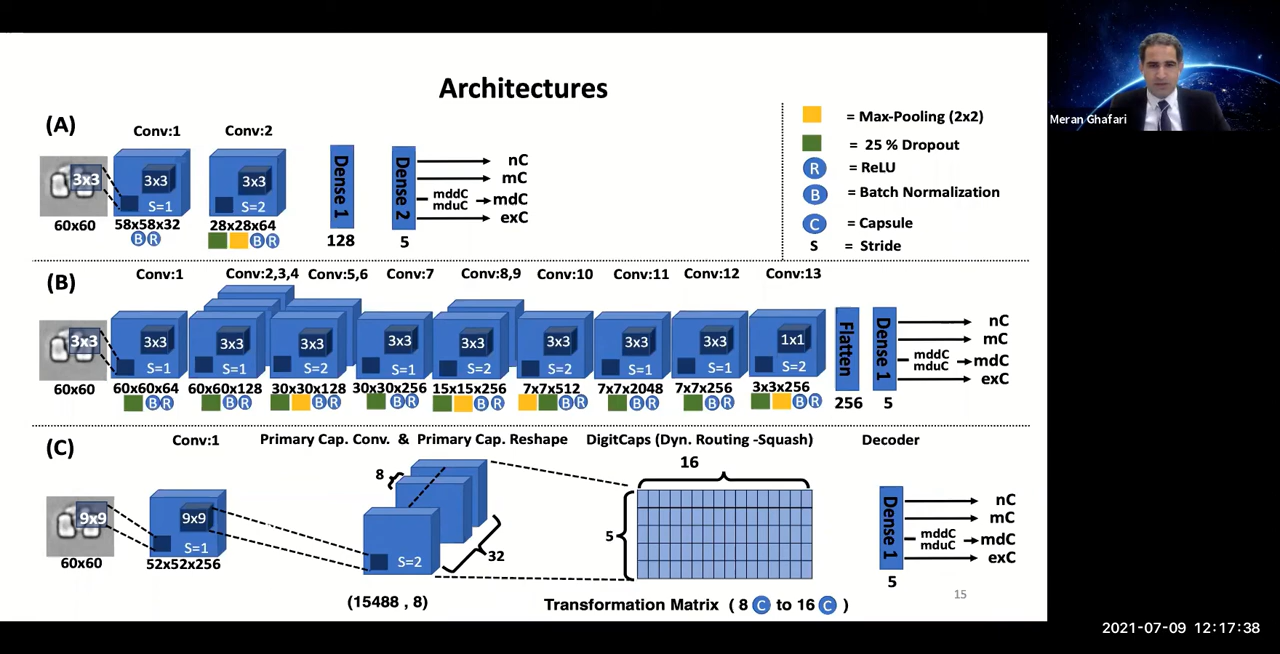 Architectures
(A)
Conv:1
Conv:2
3x3
3x3
S=1
3x3
S=2
60x60
58x58x32
28x28x64
B R
B R
Dense 1
128
Dense 2
5
nC
mC
mddC
mduC
mdC
exC
= Max-Pooling (2x2)
= 25 % Dropout
R = ReLU
B = Batch Normalization
C = Capsule
S = Stride
(B)
Conv:1
Conv:2,3,4
Conv:5,6
Conv:7
Conv:8,9
Conv:10
Conv:11
Conv:12
Conv:13
3x3
3x3
3x3
3x3
3x3
3x3
3x3
3x3
3x3
1x1
S=1
S=1
S=2
S=1
S=2
S=2
S=1
S=1
S=2
60x60
60x60x64
60x60x128
30x30x128
30x30x256
15x15x256
7x7x512
7x7x2048
7x7x256
3x3x256
B R
B R
B R
B R
B R
B R
B R
B R
B R
Flatten
256
Dense 1
5
nC
mC
mddC
mduC
mdC
exC
(C)
Conv:1
Primary Cap. Conv. & Primary Cap. Reshape
DigitCaps (Dyn. Routing -Squash)
Decoder
9x9
9x9
S=1
60x60
52x52x256
8
S=2
32
(15488 , 8)
16
5
Transformation Matrix ( 8 C to 16 C )
Dense 1
5
nC
mC
mddC
mduC
mdC
exC
15
Meran Ghafari
2021-07-09 12:17:38